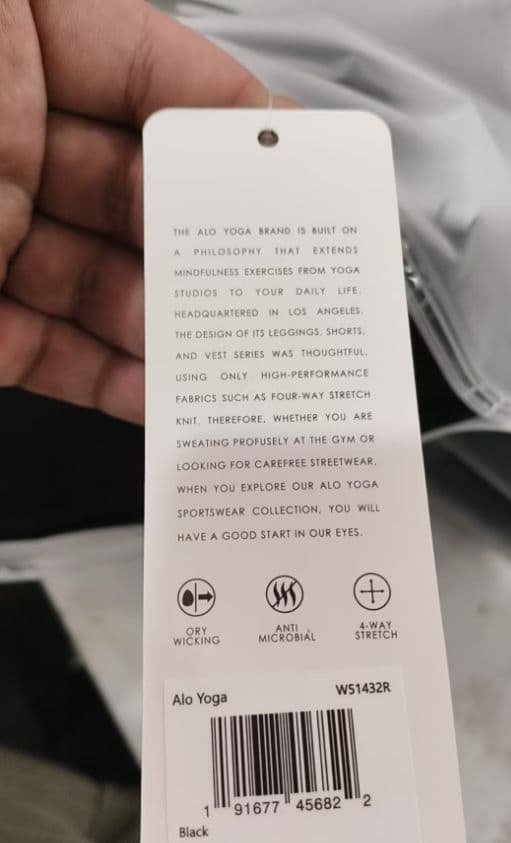 THE ALO YOGA BRAND IS BUILT ON
A PHILOSOPHY THAT EXTENDS
MINDFULNESS EXERCISES FROM YOGA
STUDIOS TO YOUR DAILY LIFE.
HEADQUARTERED IN LOS ANGELES.
THE DESIGN OF ITS LEGGINGS, SHORTS,
AND VEST SERIES WAS THOUGHTFUL.
USING ONLY HIGH-PERFORMANCE
FABRICS SUCH AS FOUR-WAY STRETCH
KNIT. THEREFORE, WHETHER YOU ARE
SWEATING PROFUSELY AT THE GYM OR
LOOKING FOR CAREFREE STREETWEAR,
WHEN YOU EXPLORE OUR ALO YOGA
SPORTSWEAR COLLECTION, YOU WILL
HAVE A GOOD START IN OUR EYES.
ORY
WICKING
ANTI
MICROBIAL
4-WAY
STRETCH
Alo Yoga W51432R
1 91677 45682 2
Black